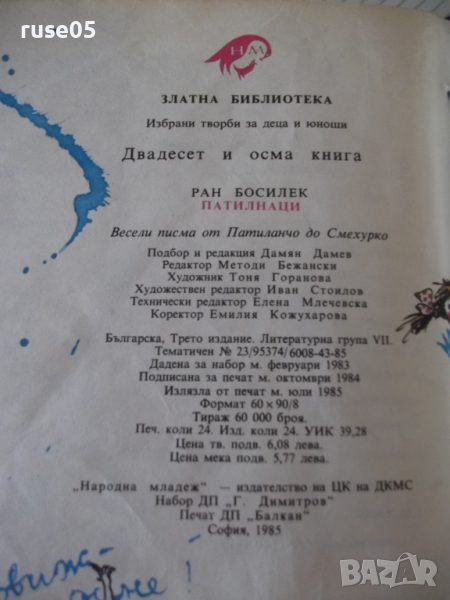 ruse05
НМ
ЗЛАТНА БИБЛИОТЕКА
Избрани творби за деца и юноши
Двадесет и осма книга
РАН БОСИЛЕК
ПАТИЛАНЦИ
Весели писма от Патиланчо до Смехурко
Подбор и редакция Дамян Дамев
Редактор Методи Бежански
Художник Тоня Горанова
Художествен редактор Иван Стоилов
Технически редактор Елена Млечевска
Коректор Емилия Кожухарова
Българска, Трето издание. Литературна група VII.
Тематичен № 23/95374/6008-43-85
Дадена за набор м. февруари 1983
Подписана за печат м. октомври 1984
Излязла от печат м. юли 1985
Формат 60 × 90/8
Тираж 60 000 броя.
Печ. коли 24. Изд. коли 24. УИК 39,28
Цена тв. подв. 6,08 лева.
Цена мека подв. 5,77 лева.
„Народна младеж“ — издателство на ЦК на ДКМС
Набор ДП „Г. Димитров“
Печат ДП „Балкан“
София, 1985
bazar